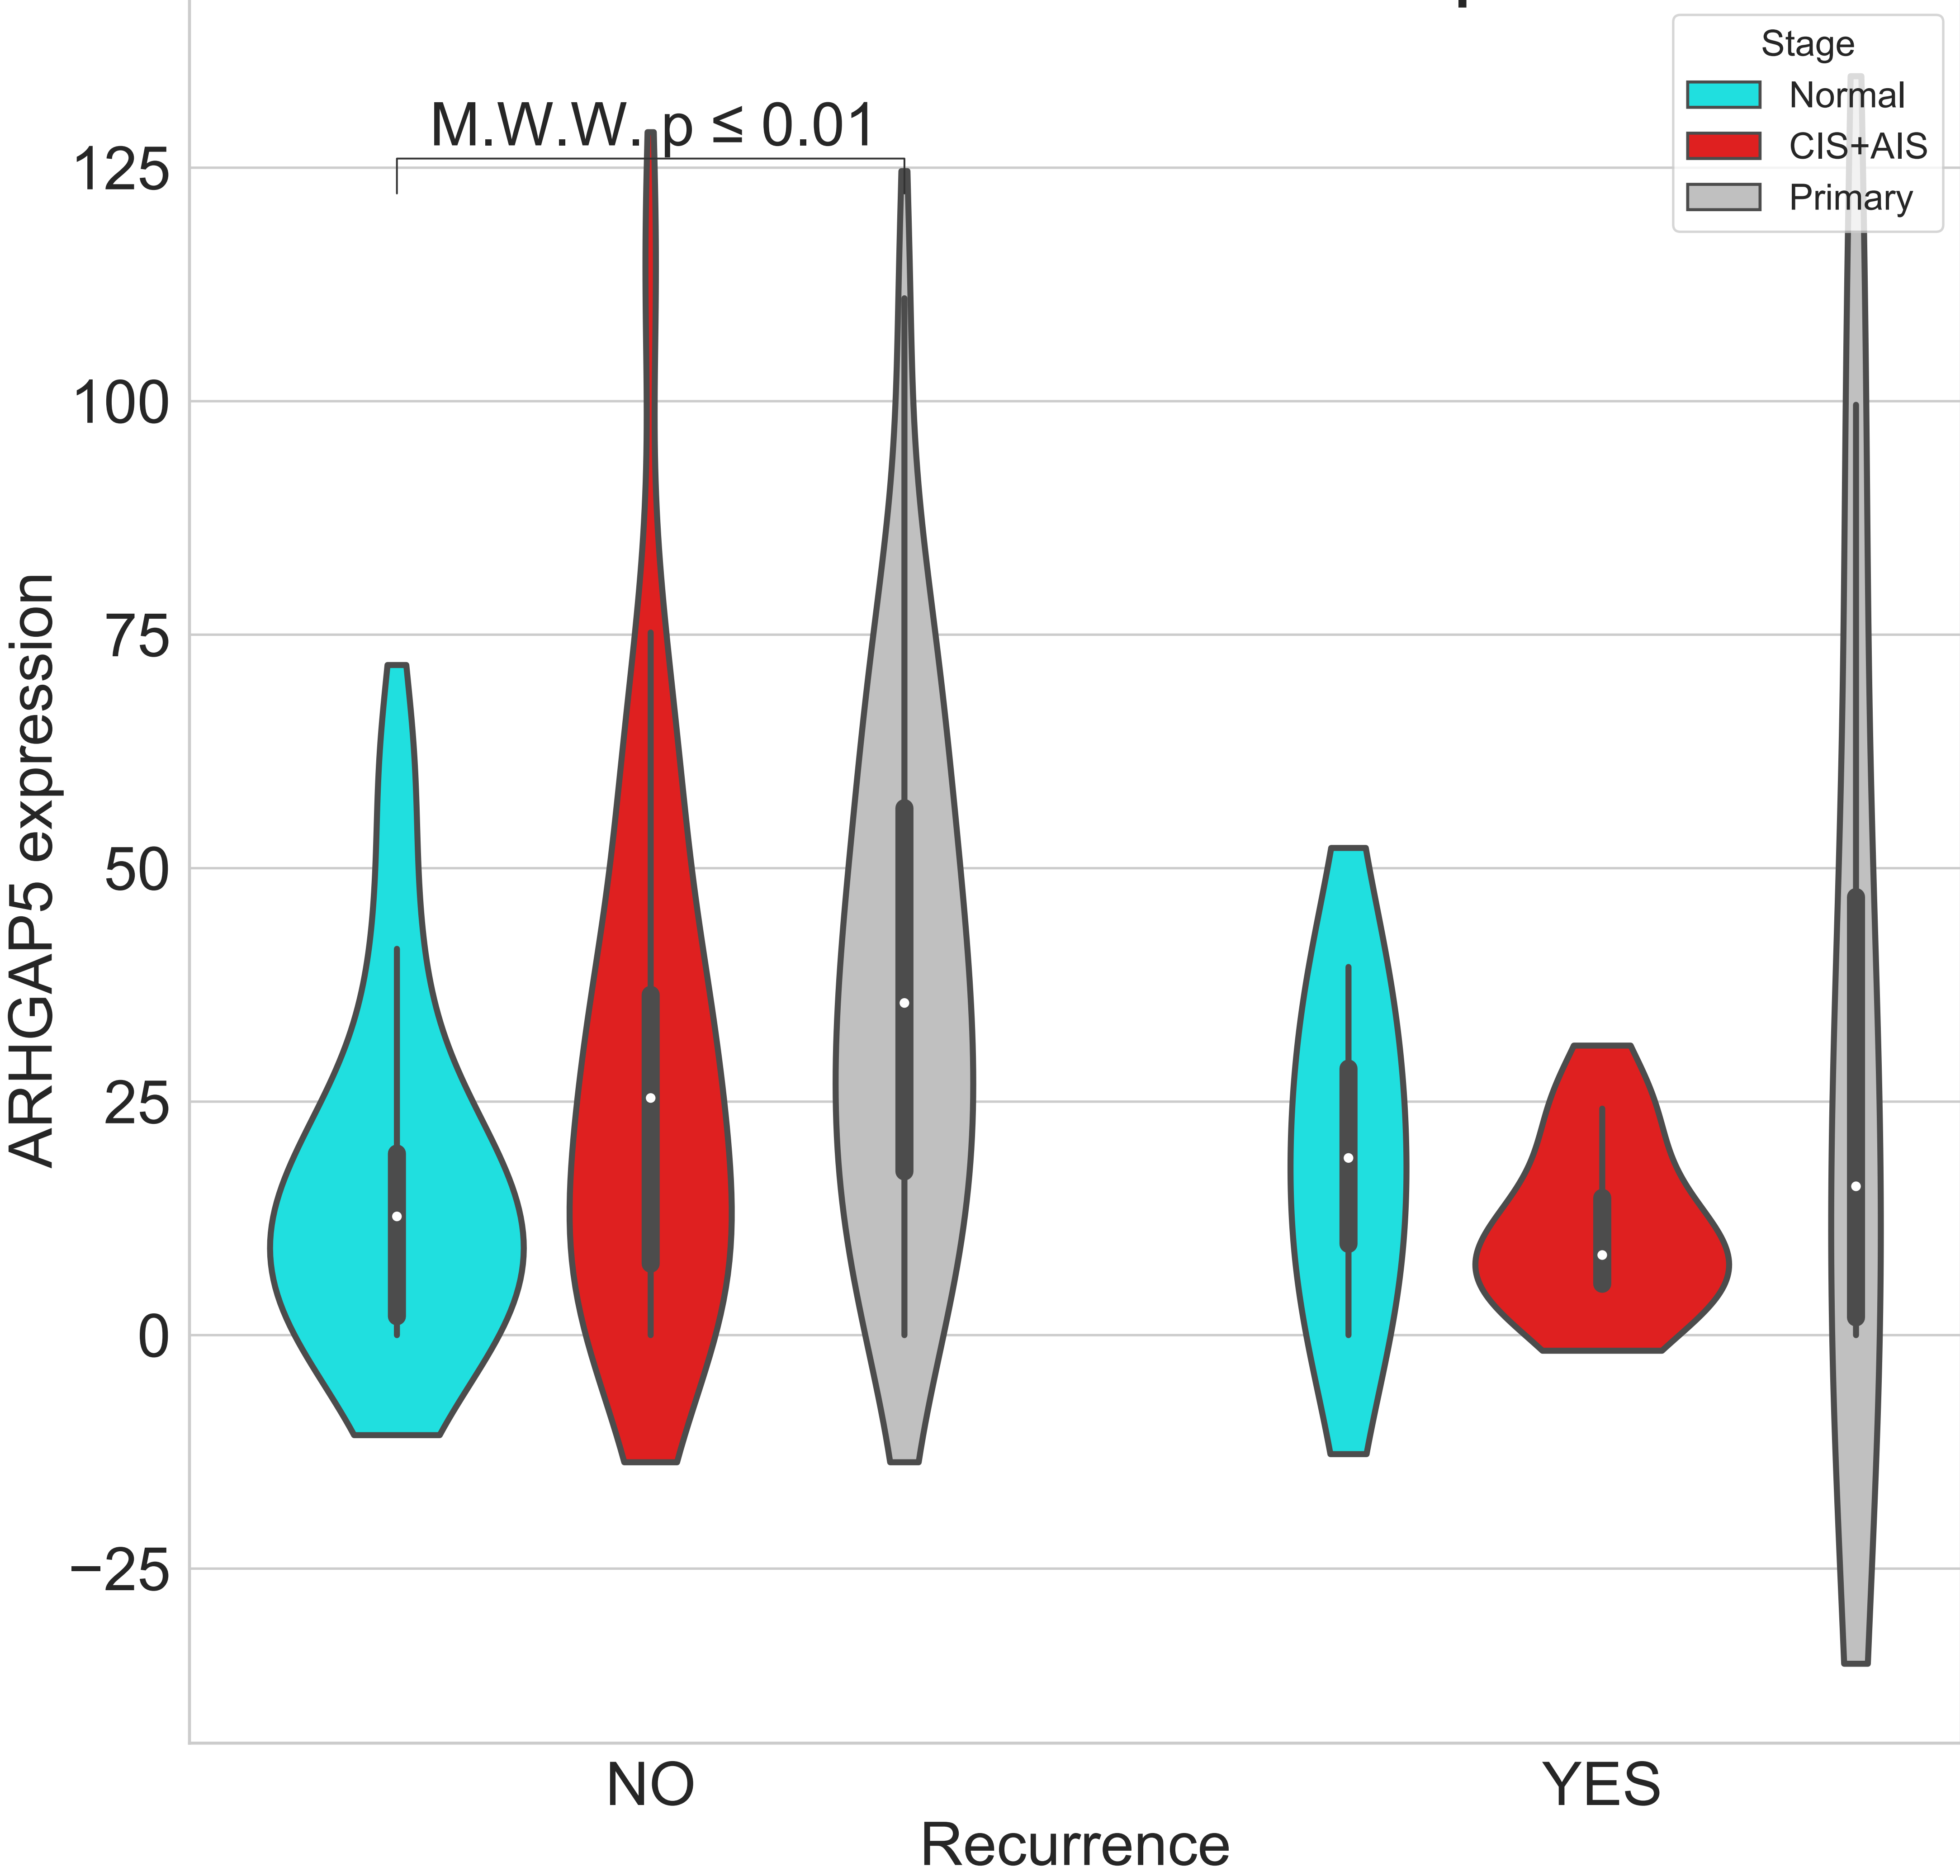 Stage
Normal
CIS+AIS
Primary
M.W.W. p ≤ 0.01
125
100
75
50
25
0
−25
ARHGAP5 expression
NO
YES
Recurrence